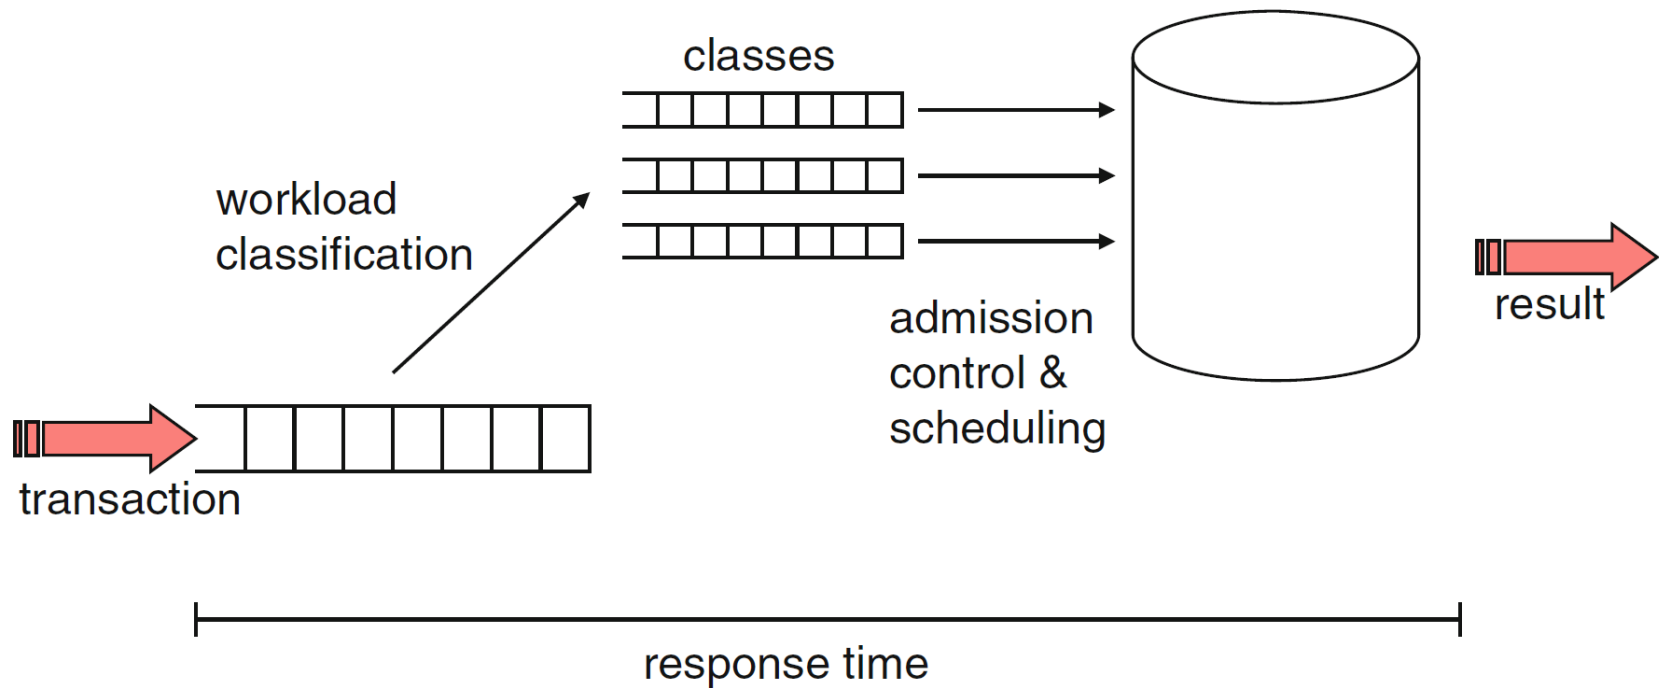 classes
workload
classification
admission
control &
scheduling
result
transaction
response time